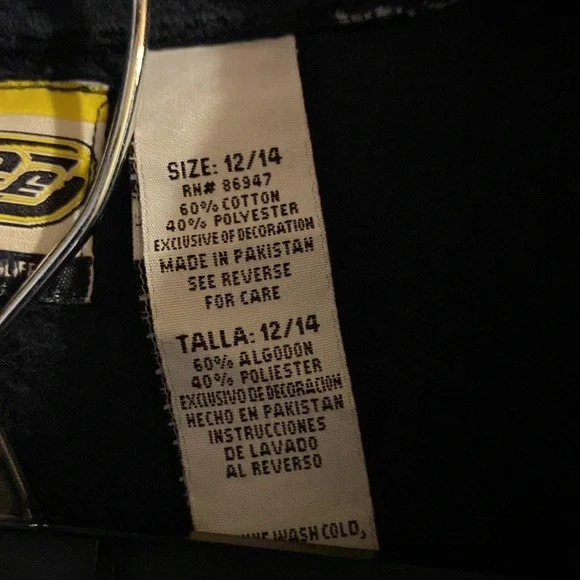 SIZE: 12/14
RN# 86947
60% COTTON
40% POLYESTER
EXCLUSIVE OF DECORATION
MADE IN PAKISTAN
SEE REVERSE
FOR CARE
TALLA: 12/14
60% ALGODON
40% POLIESTER
EXCLUSIVO DE DECORACION
HECHO EN PAKISTAN
INSTRUCCIONES
DE LAVADO
AL REVERSO
WASH COLD,